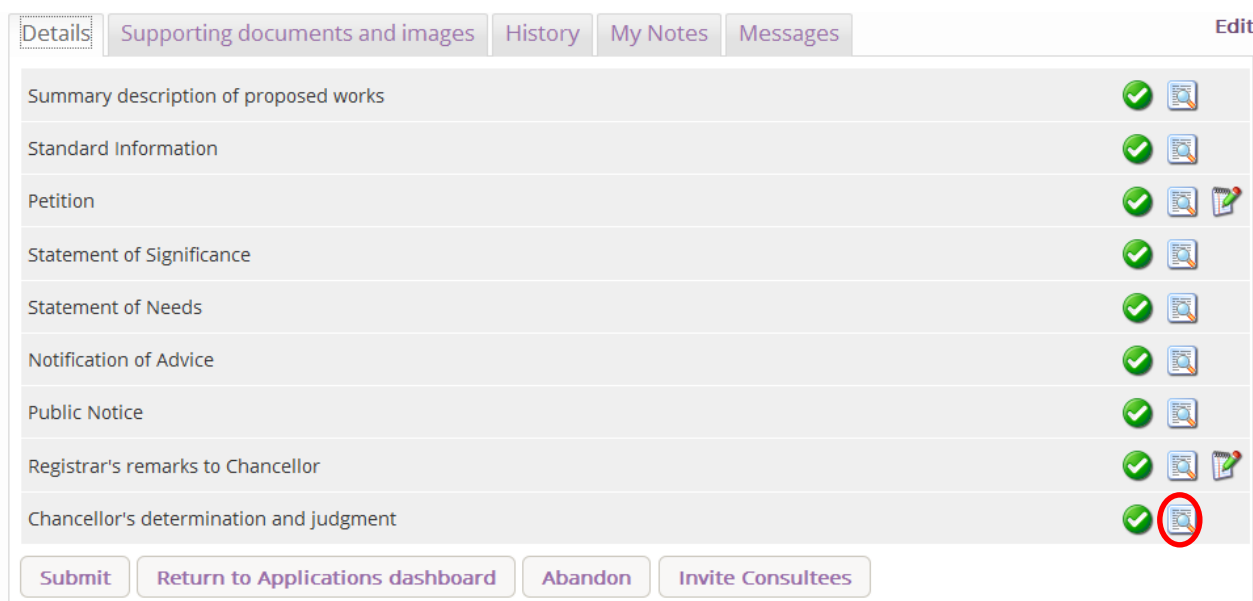 Details Supporting documents and images History My Notes Messages Edit
Summary description of proposed works
Standard Information
Petition
Statement of Significance
Statement of Needs
Notification of Advice
Public Notice
Registrar's remarks to Chancellor
Chancellor's determination and judgment
Submit Return to Applications dashboard Abandon Invite Consultees